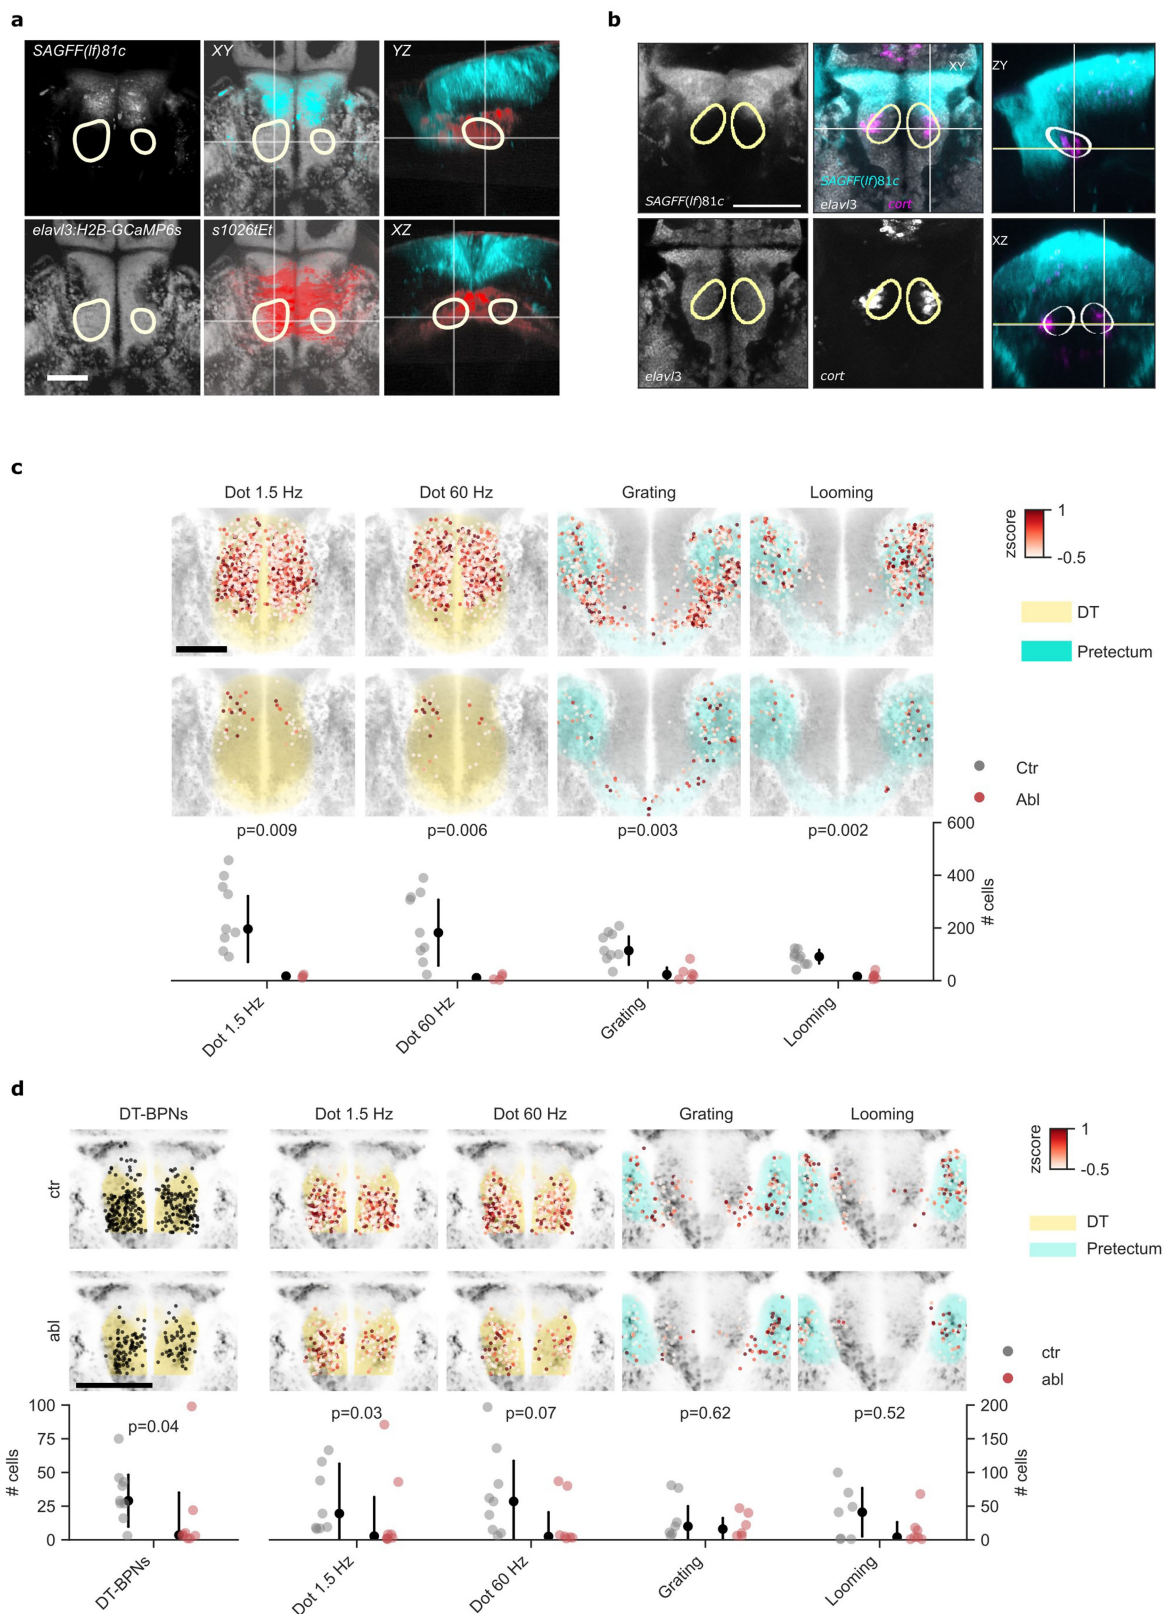 a
SAGFF(lf)81c
XY
YZ
elavl3:H2B-GCaMP6s
s1026tEt
XZ
b
SAGFF(lf)81c
XY
SAGFF(lf)81c
elavl3
cort
ZY
elavl3
cort
XZ
c
Dot 1.5 Hz
Dot 60 Hz
Grating
Looming
zscore
1
-0.5
DT
Pretectum
Ctr
Abl
p=0.009
p=0.006
p=0.003
p=0.002
600
400
200
0
# cells
Dot 1.5 Hz
Dot 60 Hz
Grating
Looming
d
DT-BPNs
Dot 1.5 Hz
Dot 60 Hz
Grating
Looming
ctr
abl
zscore
1
-0.5
DT
Pretectum
ctr
abl
100
75
50
25
0
# cells
p=0.04
p=0.03
p=0.07
p=0.62
p=0.52
200
150
100
50
0
# cells
DT-BPNs
Dot 1.5 Hz
Dot 60 Hz
Grating
Looming